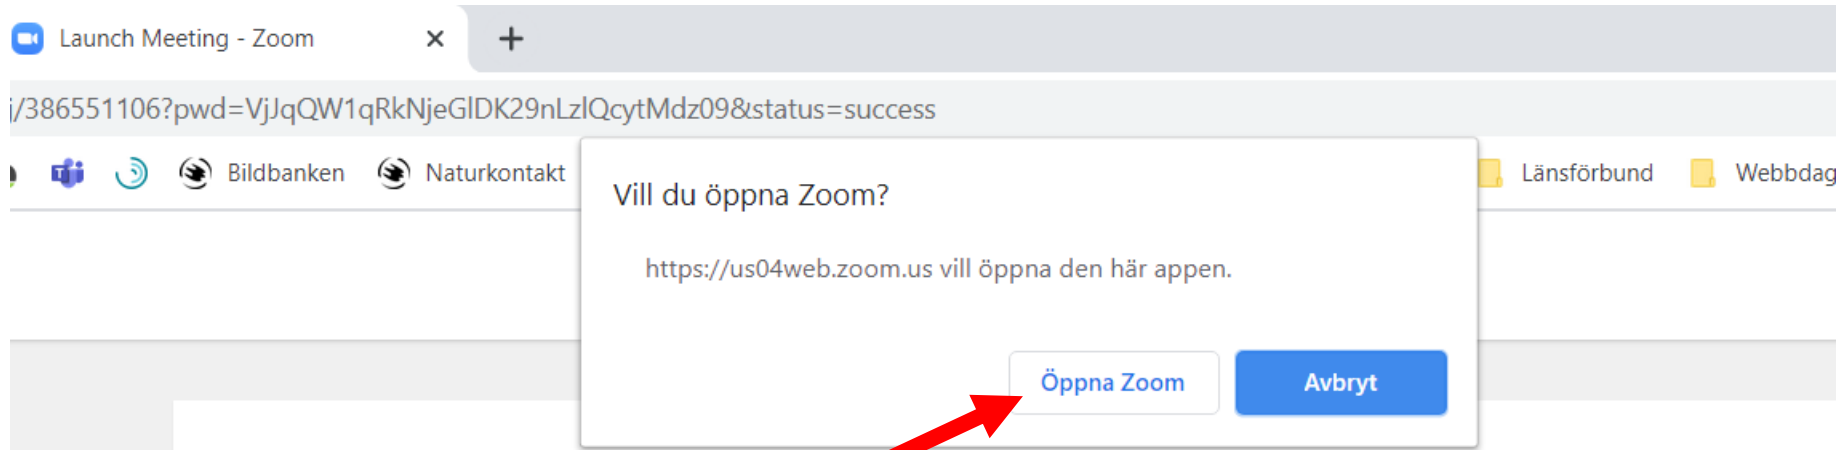 Launch Meeting - Zoom
j/386551106?pwd=VjJqQW1qRkNjeGlDK29nLzlQcytMdz09&status=success
Bildbanken Naturkontakt Länsförbund Webbdag
Vill du öppna Zoom?
https://us04web.zoom.us vill öppna den här appen.
Öppna Zoom Avbryt